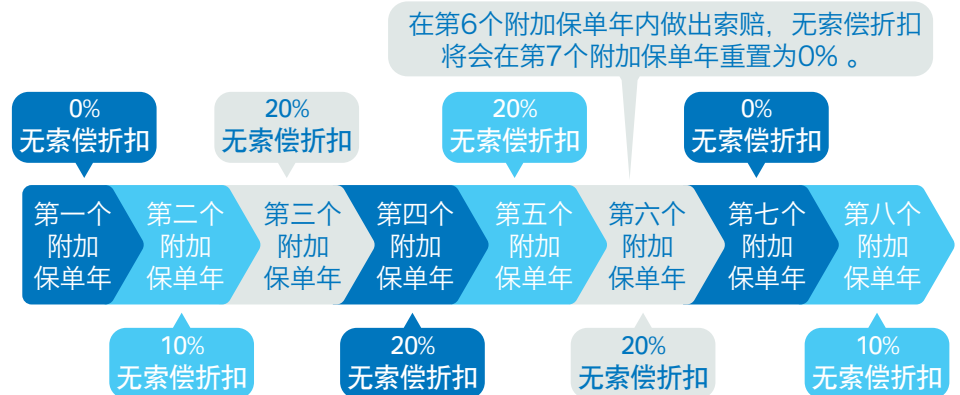 在第6个附加保单年内做出索赔，无索偿折扣
将会在第7个附加保单年重置为0% 。
0%
无索偿折扣
20%
无索偿折扣
20%
无索偿折扣
0%
无索偿折扣
第一个
附加
保单年
第二个
附加
保单年
第三个
附加
保单年
第四个
附加
保单年
第五个
附加
保单年
第六个
附加
保单年
第七个
附加
保单年
第八个
附加
保单年
10%
无索偿折扣
20%
无索偿折扣
20%
无索偿折扣
10%
无索偿折扣